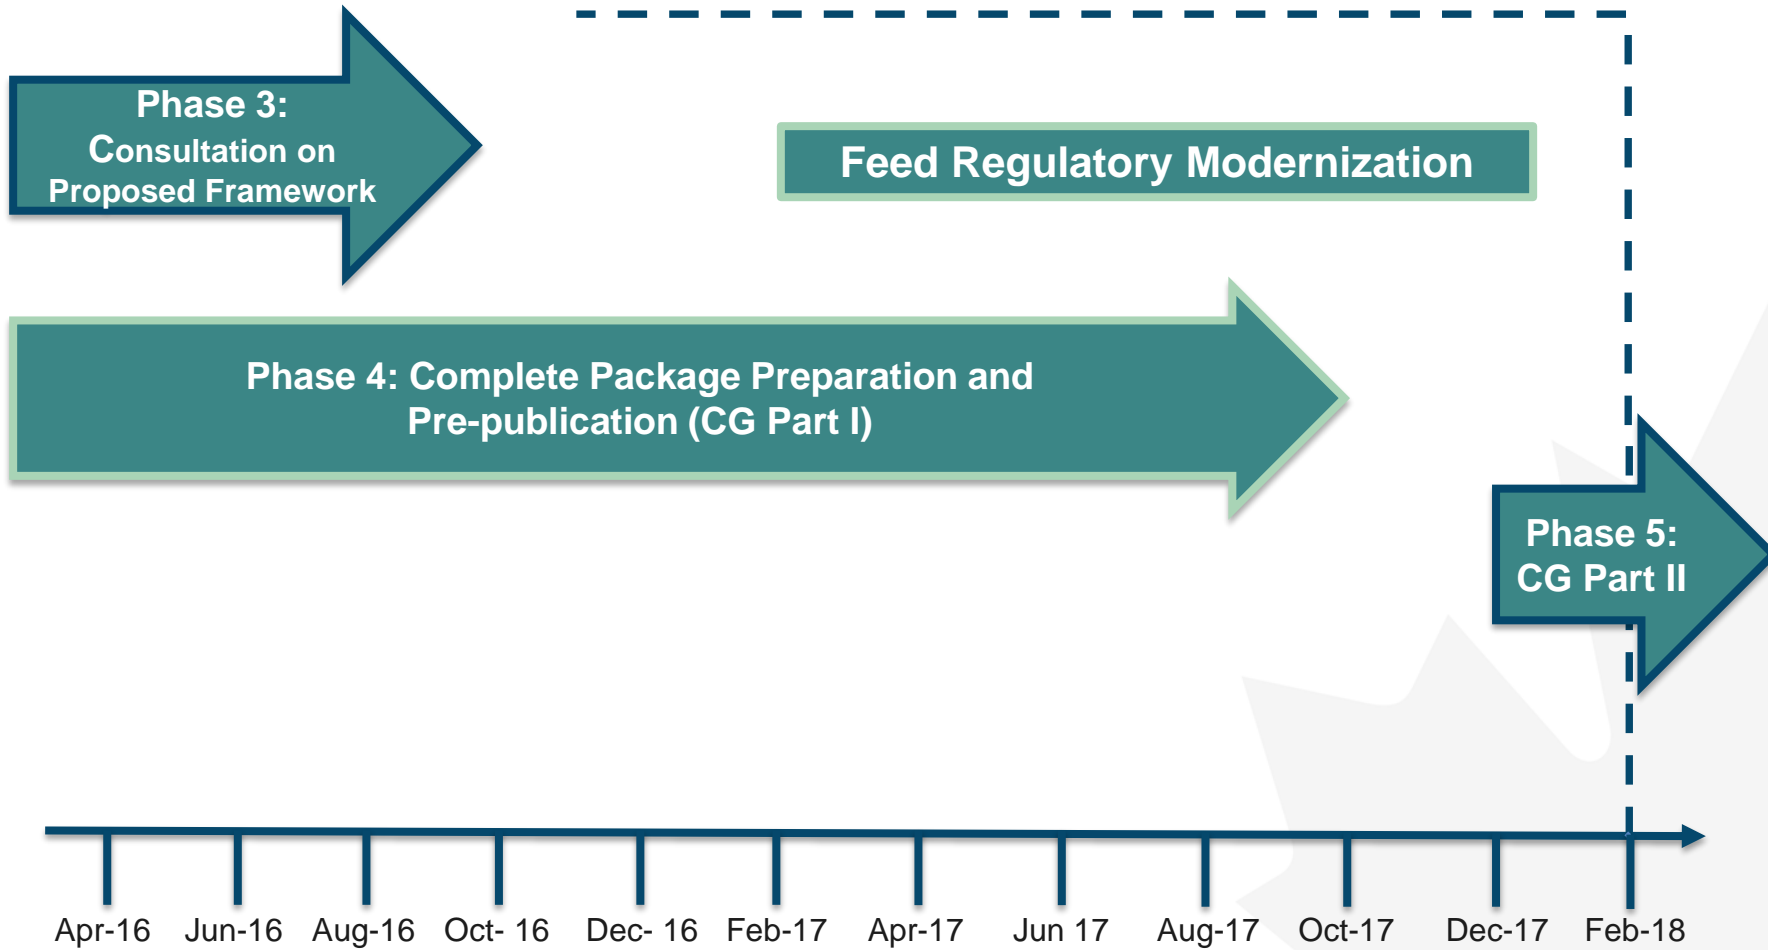 Phase 3:
Consultation on
Proposed Framework
Feed Regulatory Modernization
Phase 4: Complete Package Preparation and
Pre-publication (CG Part I)
Phase 5:
CG Part II
Apr-16 Jun-16 Aug-16 Oct- 16 Dec- 16 Feb-17 Apr-17 Jun 17 Aug-17 Oct-17 Dec-17 Feb-18